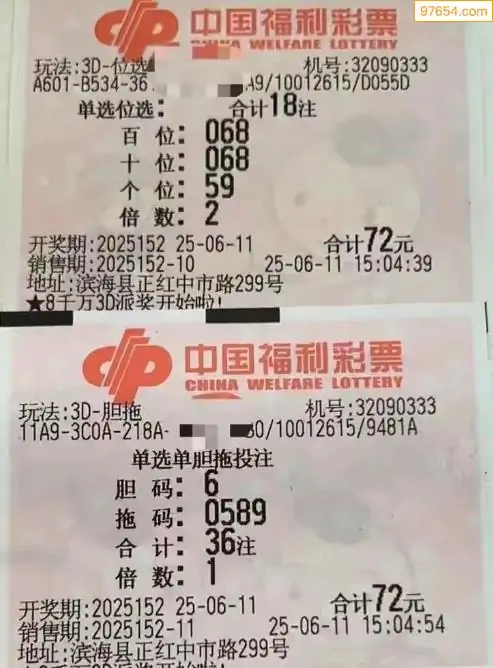 97654.com
中国福利彩票
CHINA WELFARE LOTTERY
玩法:3D-位选
机号:32090333
A601-B534-36 A9/10012615/D055D
单选位选: 合计18注
百 位: 068
十 位: 068
个 位: 59
倍 数: 2
开奖期:2025152 25-06-11 合计72元
销售期:2025152-10 25-06-11 15:04:39
地址:滨海县正红中市路299号
★8千万3D派奖开始啦!
中国福利彩票
CHINA WELFARE LOTTERY
玩法:3D-胆拖 机号:32090333
11A9-3C0A-218A- 0/10012615/9481A
单选单胆拖投注
胆 码: 6
拖 码: 0589
合 计: 36注
倍 数: 1
开奖期:2025152 25-06-11 合计72元
销售期:2025152-11 25-06-11 15:04:54
地址:滨海县正红中市路299号